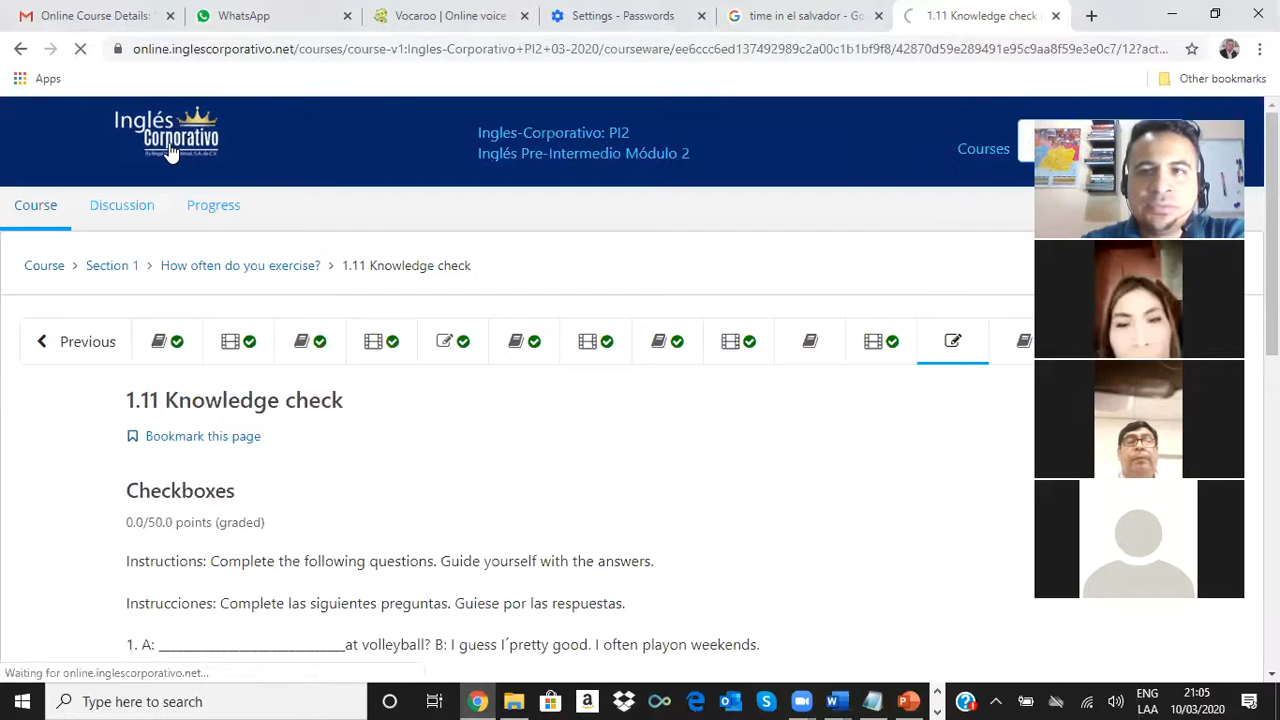 Online Course Details:
WhatsApp
Vocaroo | Online voice
Settings - Passwords
time in el salvador - Go
1.11 Knowledge check
online.inglescorporativo.net/courses/course-v1:Ingles-Corporativo+PI2+03-2020/courseware/ee6ccc6ed137492989c2a00c1b1bf9f8/42870d59e289491e95c9aa8f59e3e0c7/12?act...
Apps
Other bookmarks
Inglés
Corporativo
Ingles-Corporativo: PI2
Inglés Pre-Intermedio Módulo 2
Courses
Course
Discussion
Progress
Course > Section 1 > How often do you exercise? > 1.11 Knowledge check
Previous
1.11 Knowledge check
Bookmark this page
Checkboxes
0.0/50.0 points (graded)
Instructions: Complete the following questions. Guide yourself with the answers.
Instrucciones: Complete las siguientes preguntas. Guiese por las respuestas.
1. A: ____________________________at volleyball? B: I guess I´pretty good. I often playon weekends.
Waiting for online.inglescorporativo.net...
Type here to search
ENG
21:05
LAA
10/03/2020